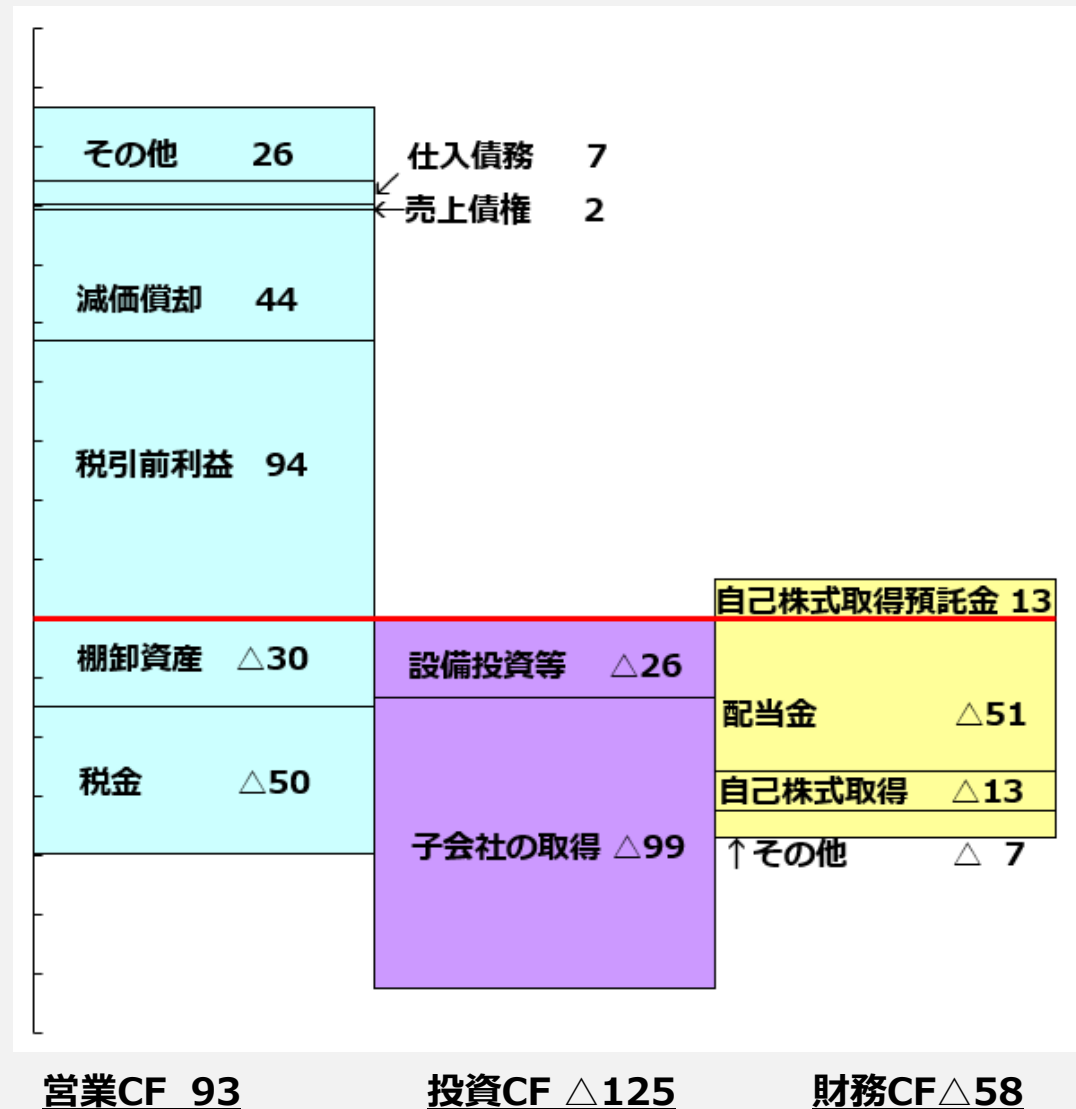 その他 26
仕入債務 7
売上債権 2
減価償却 44
税引前利益 94
自己株式取得預託金 13
棚卸資産 △30
設備投資等 △26
配当金 △51
税金 △50
自己株式取得 △13
子会社の取得 △99
↑その他 △ 7
営業CF 93
投資CF △125
財務CF△58